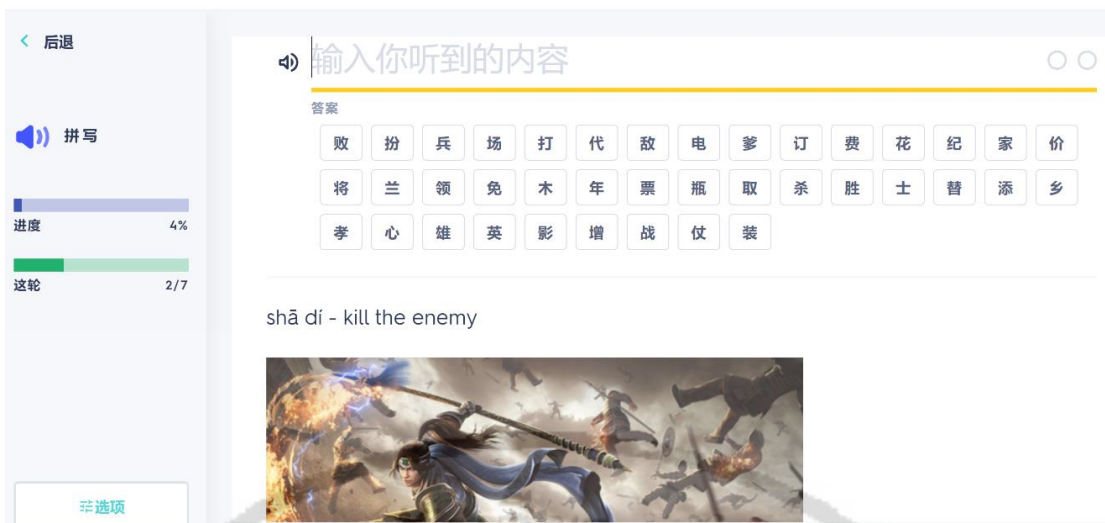 后退
拼写
进度 4%
这轮 2/7
选项
输入你听到的内容
答案
败 扮 兵 场 打 代 敌 电 爹 订 费 花 纪 家 价
将 兰 领 免 木 年 票 瓶 取 杀 胜 士 替 添 乡
孝 心 雄 英 影 增 战 仗 装
shā dí - kill the enemy